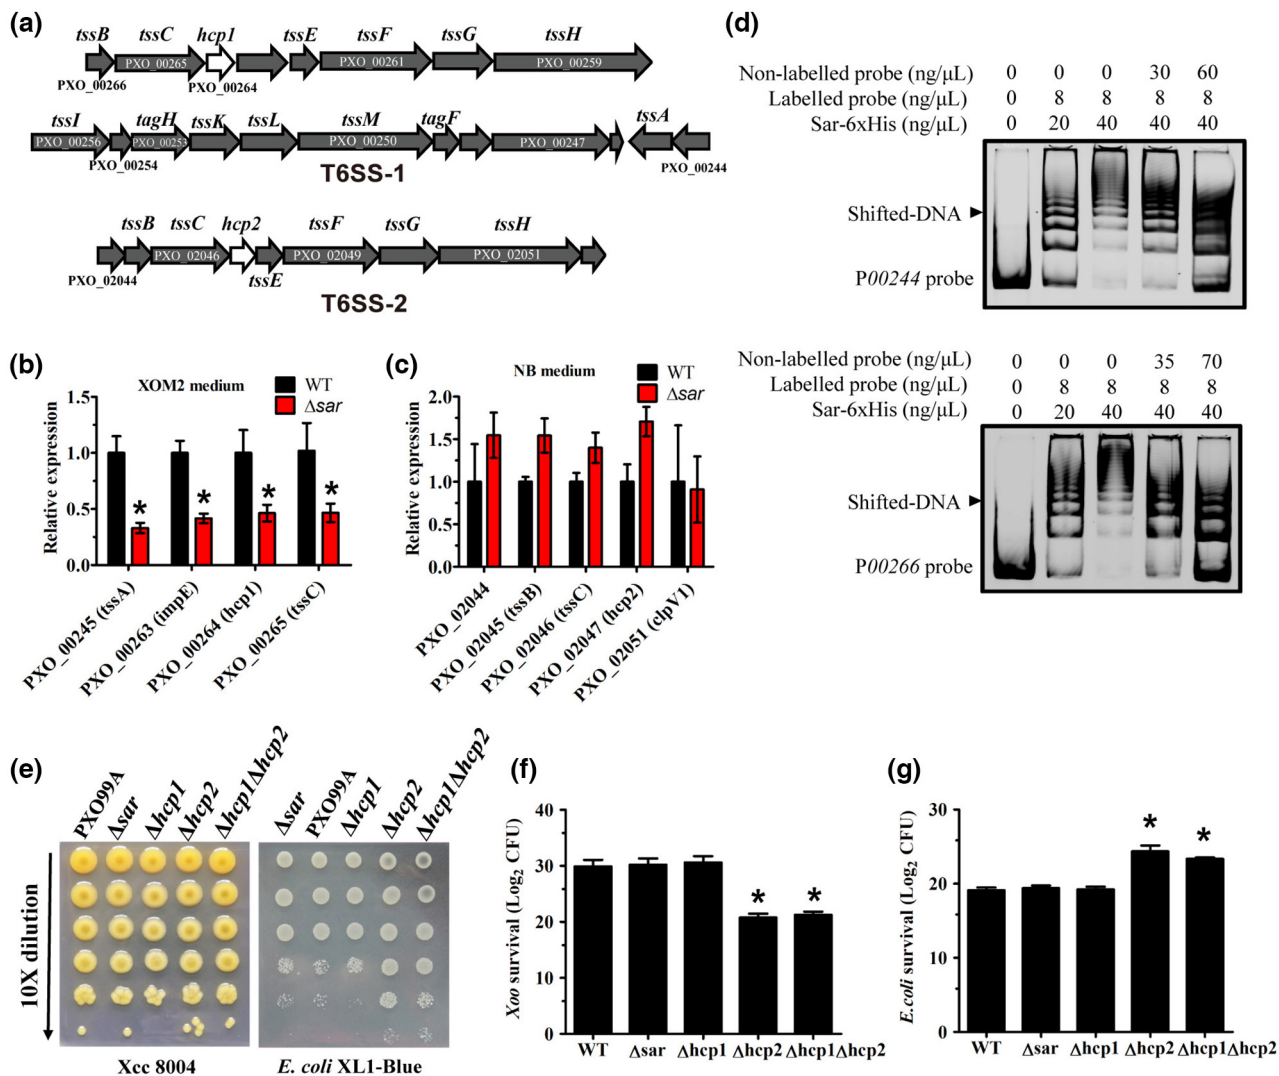 (a)
tssB tssC hcp1 tssE tssF tssG tssH
PXO_00265 PXO_00261 PXO_00259
PXO_00266 PXO_00264
tssI tagH tssK tssL tssM tagF tssA
PXO_00256 PXO_00253 PXO_00250 PXO_00247
PXO_00254 PXO_00244
T6SS-1
tssB tssC hcp2 tssF tssG tssH
PXO_02046 PXO_02049 PXO_02051
PXO_02044 tssE
T6SS-2
(b)
XOM2 medium
WT
Δsar
Relative expression
1.5
1.0
0.5
0.0
* * * *
PXO_00245 (tssA)
PXO_00263 (impE)
PXO_00264 (hcp1)
PXO_00265 (tssC)
(c)
NB medium
WT
Δsar
Relative expression
2.0
1.5
1.0
0.5
0.0
PXO_02044
PXO_02045 (tssB)
PXO_02046 (tssC)
PXO_02047 (hcp2)
PXO_02051 (clpV1)
(d)
Non-labelled probe (ng/μL) 0 0 0 30 60
Labelled probe (ng/μL) 0 8 8 8 8
Sar-6xHis (ng/μL) 0 20 40 40 40
Shifted-DNA
P00244 probe
Non-labelled probe (ng/μL) 0 0 0 35 70
Labelled probe (ng/μL) 0 8 8 8 8
Sar-6xHis (ng/μL) 0 20 40 40 40
Shifted-DNA
P00266 probe
(e)
PXO99A Δsar Δhcp1 Δhcp2 Δhcp1Δhcp2
Δsar PXO99A Δhcp1 Δhcp2 Δhcp1Δhcp2
10X dilution
Xcc 8004
E. coli XL1-Blue
(f)
Xoo survival (Log2 CFU)
40
30
20
10
0
* *
WT Δsar Δhcp1 Δhcp2 Δhcp1Δhcp2
(g)
E.coli survival (Log2 CFU)
30
20
10
0
* *
WT Δsar Δhcp1 Δhcp2 Δhcp1Δhcp2